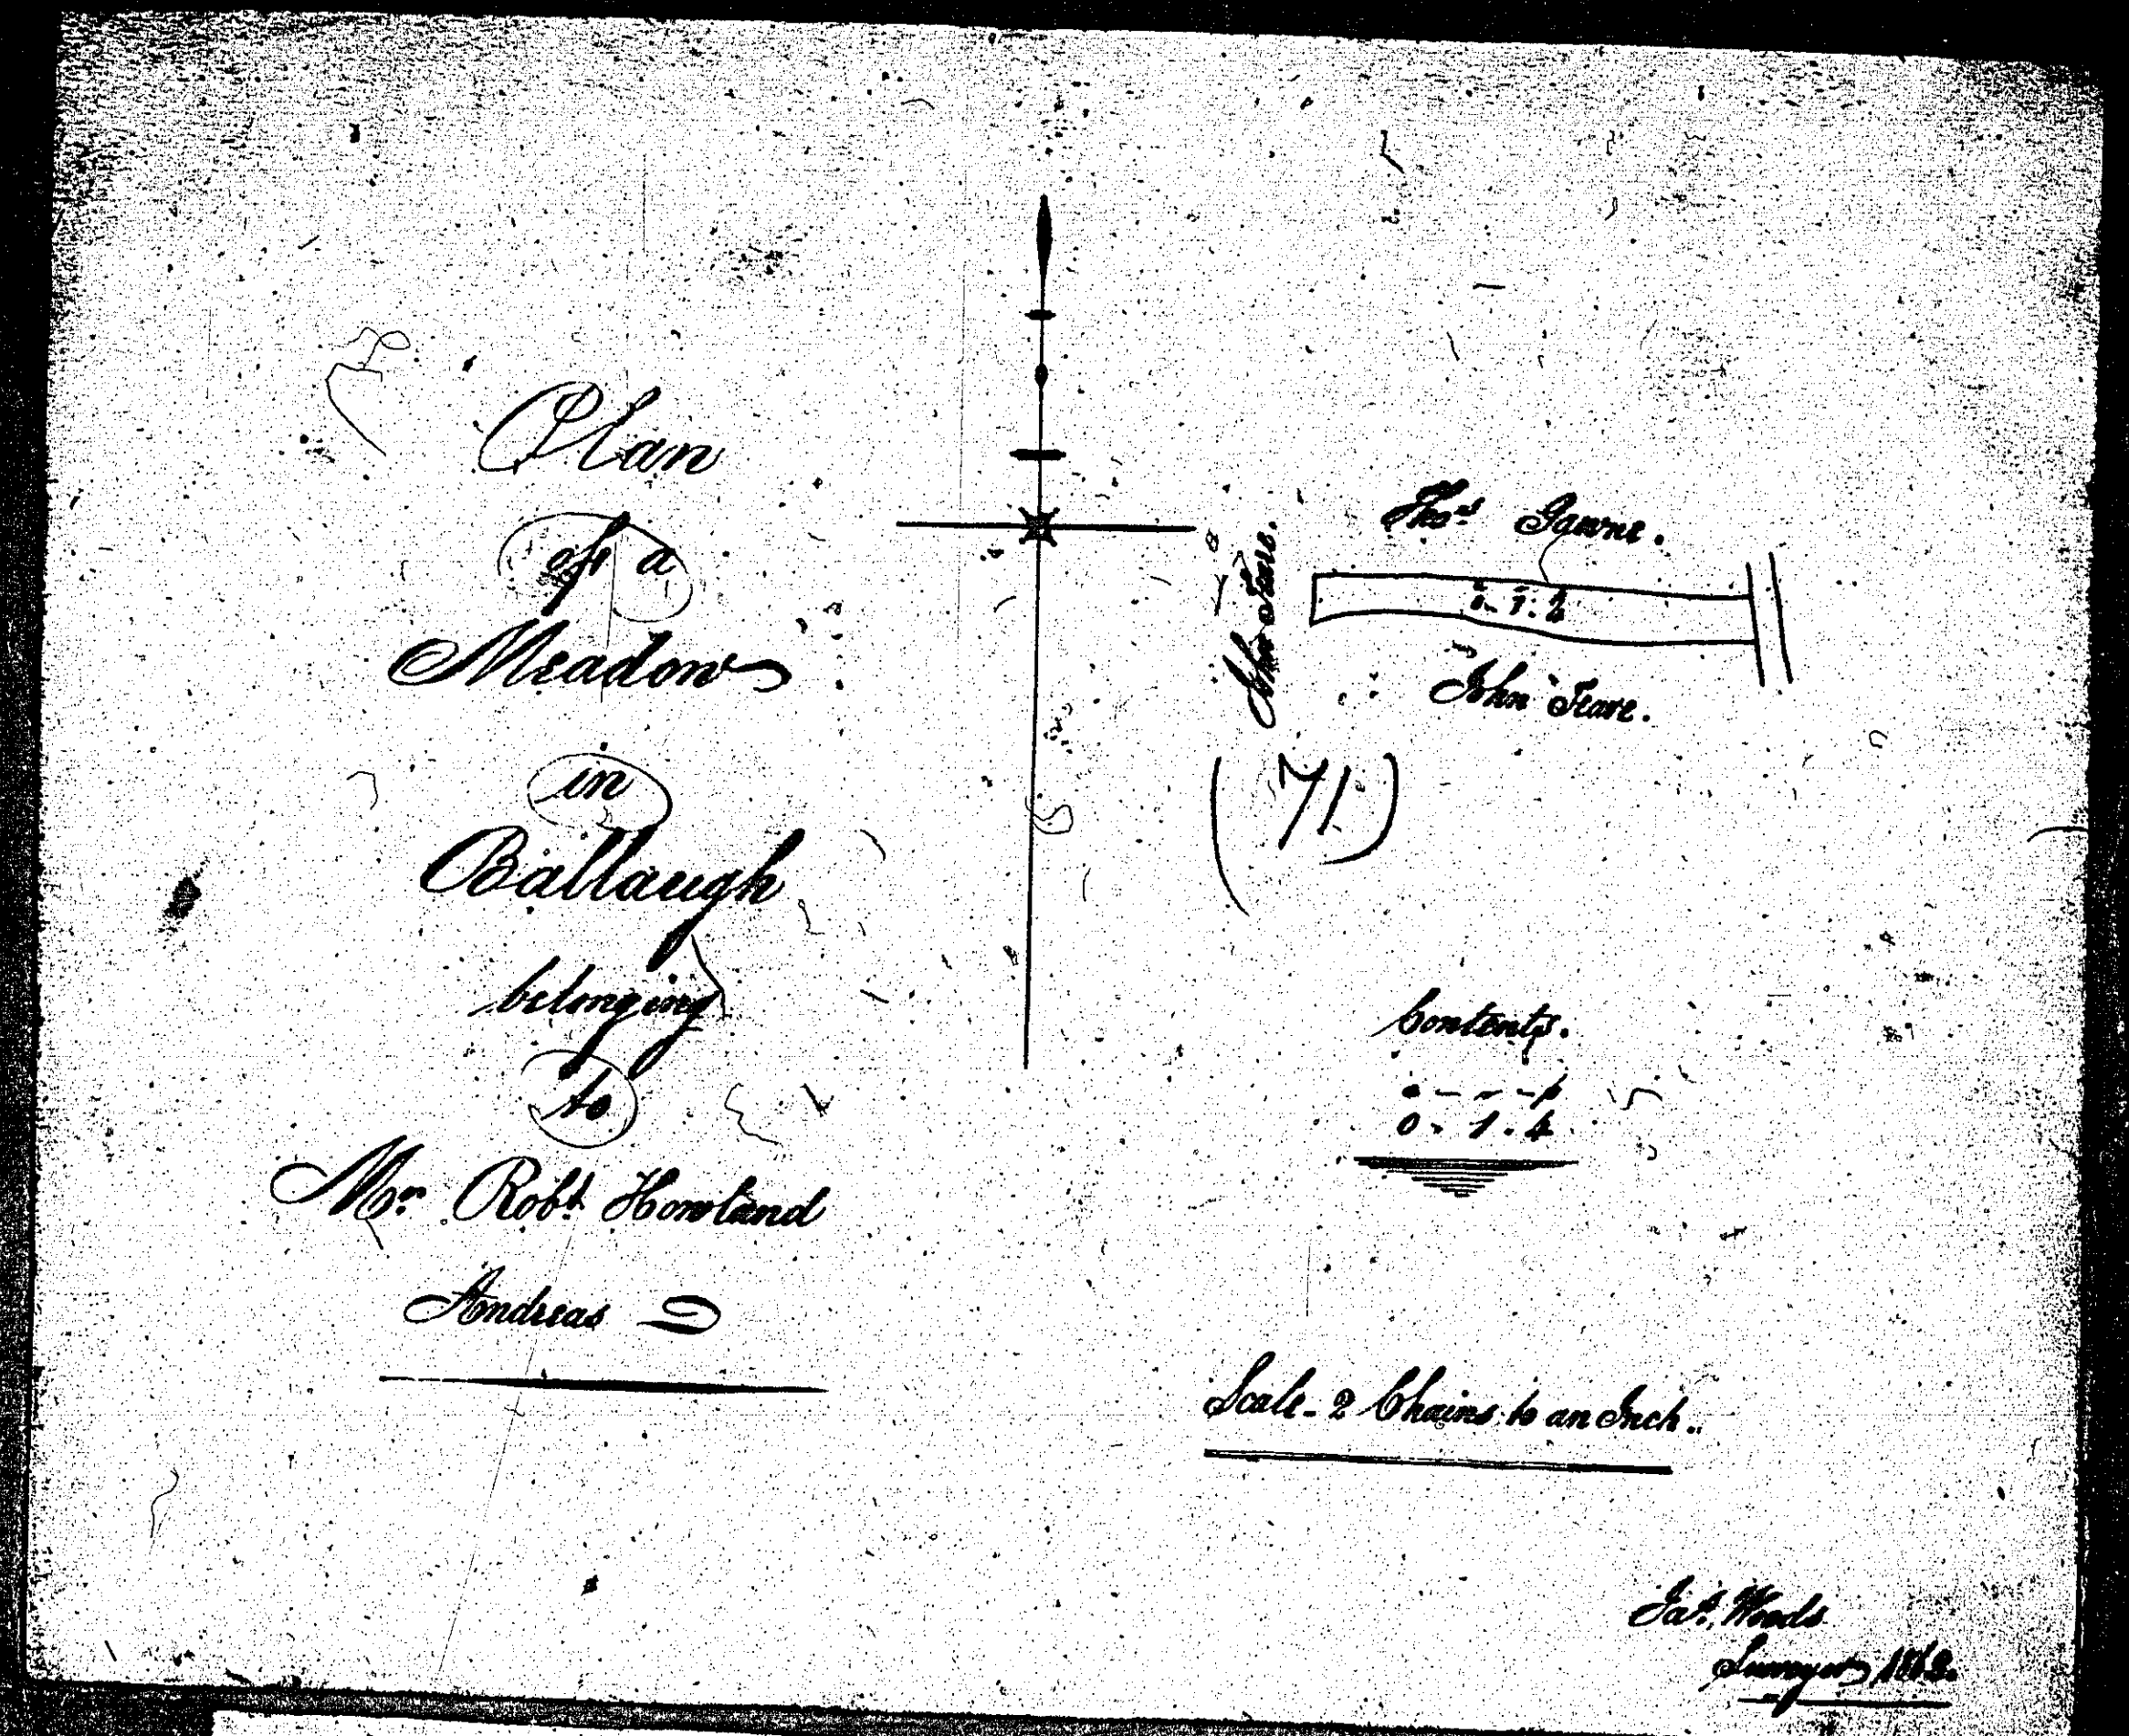 Plan
of a
Meadow
in
Ballaugh
belonging
to
Mr. Robt. Howland
Andreas
Thos. Gawne.
John Teare.
0-1.4
John Teare.
(71)
Contents.
a - r - p
0 - 1 . 4
Scale - 2 Chains to an Inch..
Jas. Woods
Surveyor 1862.